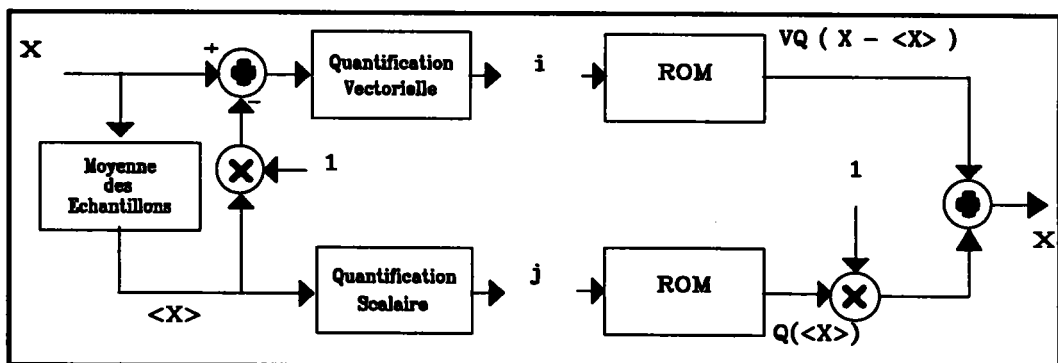 X
+
-
Quantification
Vectorielle
i
ROM
VQ ( X - <X> )
Moyenne
des
Echantillons
1
1
X
<X>
Quantification
Scalaire
j
ROM
Q(<X>)